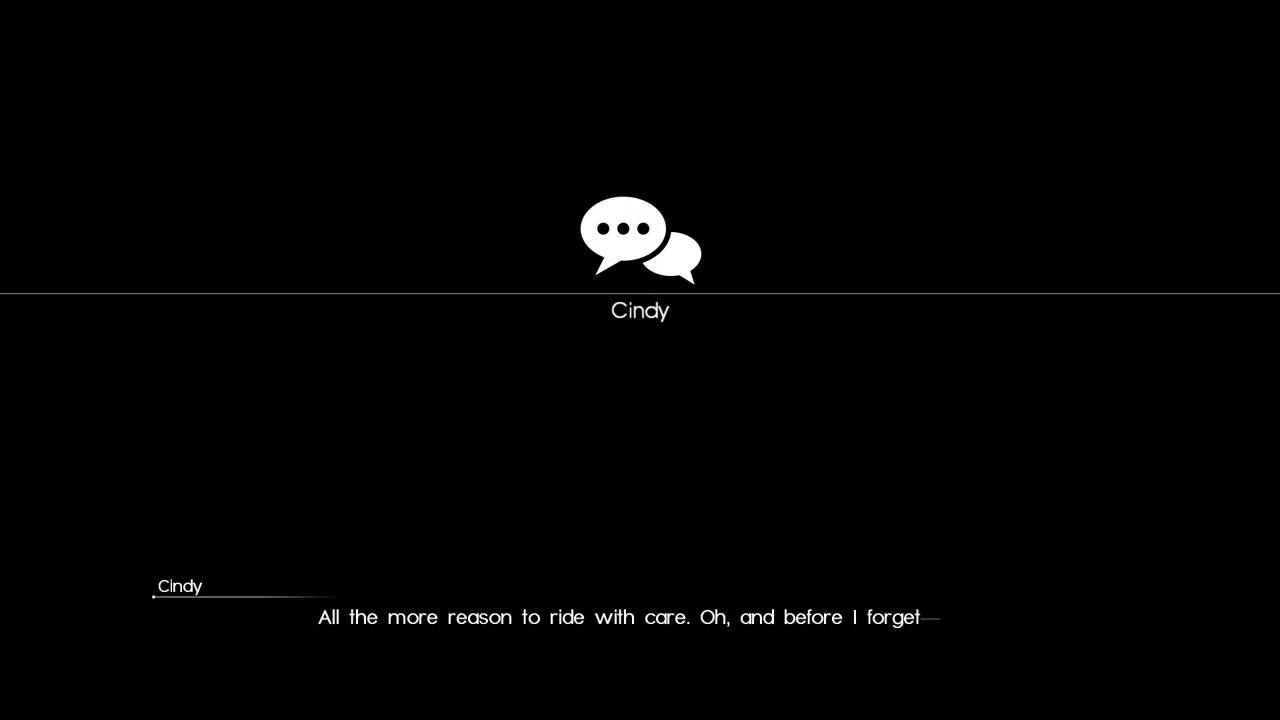 Cindy
Cindy
All the more reason to ride with care. Oh, and before I forget—